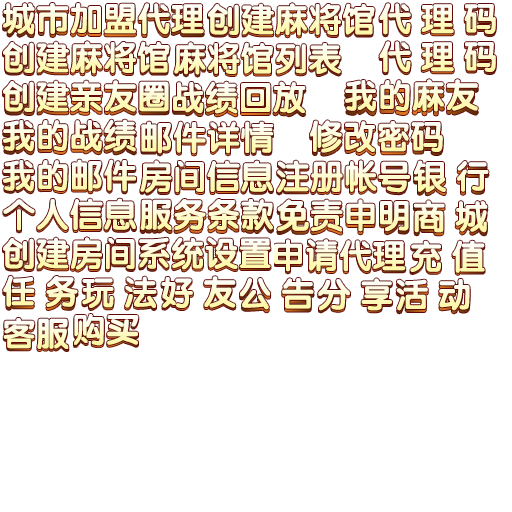 城市加盟代理创建麻将馆代 理 码
创建麻将馆麻将馆列表 代 理 码
创建亲友圈战绩回放 我的麻友
我的战绩邮件详情 修改密码
我的邮件房间信息注册帐号银 行
个人信息服务条款免责申明商 城
创建房间系统设置申请代理充 值
任 务玩 法好 友公 告分 享活 动
客服购买